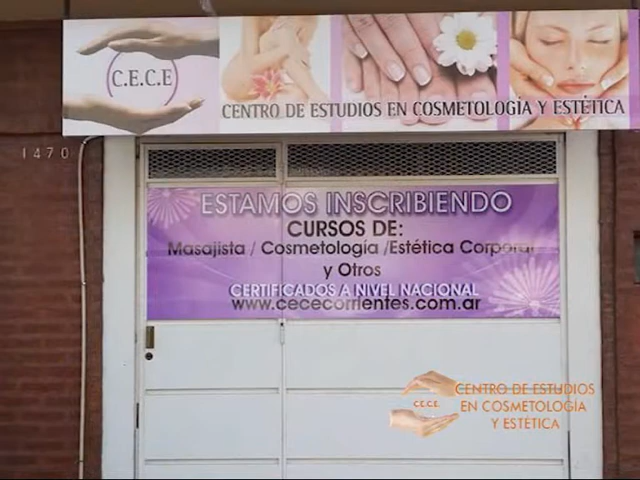 C.E.C.E
CENTRO DE ESTUDIOS EN COSMETOLOGÍA Y ESTÉTICA
1470
ESTAMOS INSCRIBIENDO
CURSOS DE:
Masajista / Cosmetología /Estética Corporal
y Otros
CERTIFICADOS A NIVEL NACIONAL
www.cececorrientes.com.ar
C.E.C.E.
CENTRO DE ESTUDIOS
EN COSMETOLOGÍA
Y ESTÉTICA